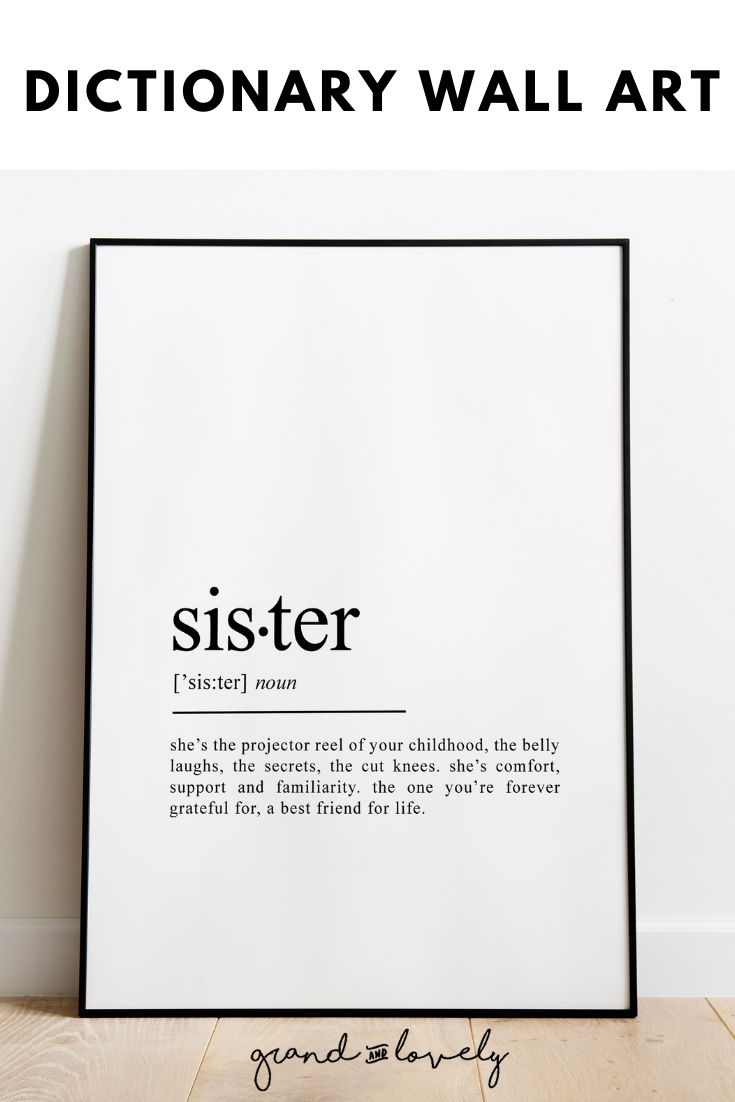 DICTIONARY WALL ART
sis·ter
['sis:ter] noun
she's the projector reel of your childhood, the belly
laughs, the secrets, the cut knees. she's comfort,
support and familiarity. the one you're forever
grateful for, a best friend for life.
grand AND lovely